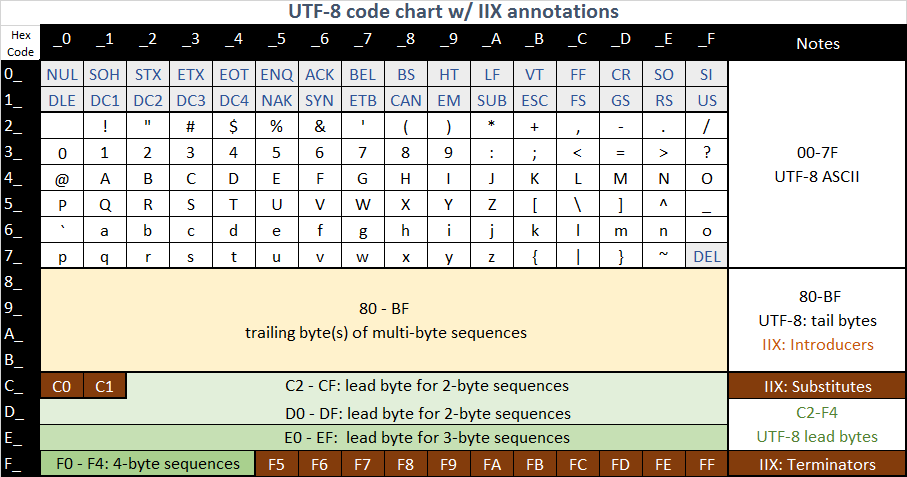 UTF-8 code chart w/ IIX annotations
Hex Code _0 _1 _2 _3 _4 _5 _6 _7 _8 _9 _A _B _C _D _E _F Notes
0_ NUL SOH STX ETX EOT ENQ ACK BEL BS HT LF VT FF CR SO SI
1_ DLE DC1 DC2 DC3 DC4 NAK SYN ETB CAN EM SUB ESC FS GS RS US
2_ ! " # $ % & ' ( ) * + , - . /
3_ 0 1 2 3 4 5 6 7 8 9 : ; < = > ?
00-7F
4_ @ A B C D E F G H I J K L M N O
UTF-8 ASCII
5_ P Q R S T U V W X Y Z [ \ ] ^ _
6_ ` a b c d e f g h i j k l m n o
7_ p q r s t u v w x y z { | } ~ DEL
8_
9_
A_
B_
80 - BF
trailing byte(s) of multi-byte sequences
80-BF
UTF-8: tail bytes
IIX: Introducers
C_ C0 C1 C2 - CF: lead byte for 2-byte sequences IIX: Substitutes
D_ D0 - DF: lead byte for 2-byte sequences C2-F4
E_ E0 - EF: lead byte for 3-byte sequences UTF-8 lead bytes
F_ F0 - F4: 4-byte sequences F5 F6 F7 F8 F9 FA FB FC FD FE FF IIX: Terminators